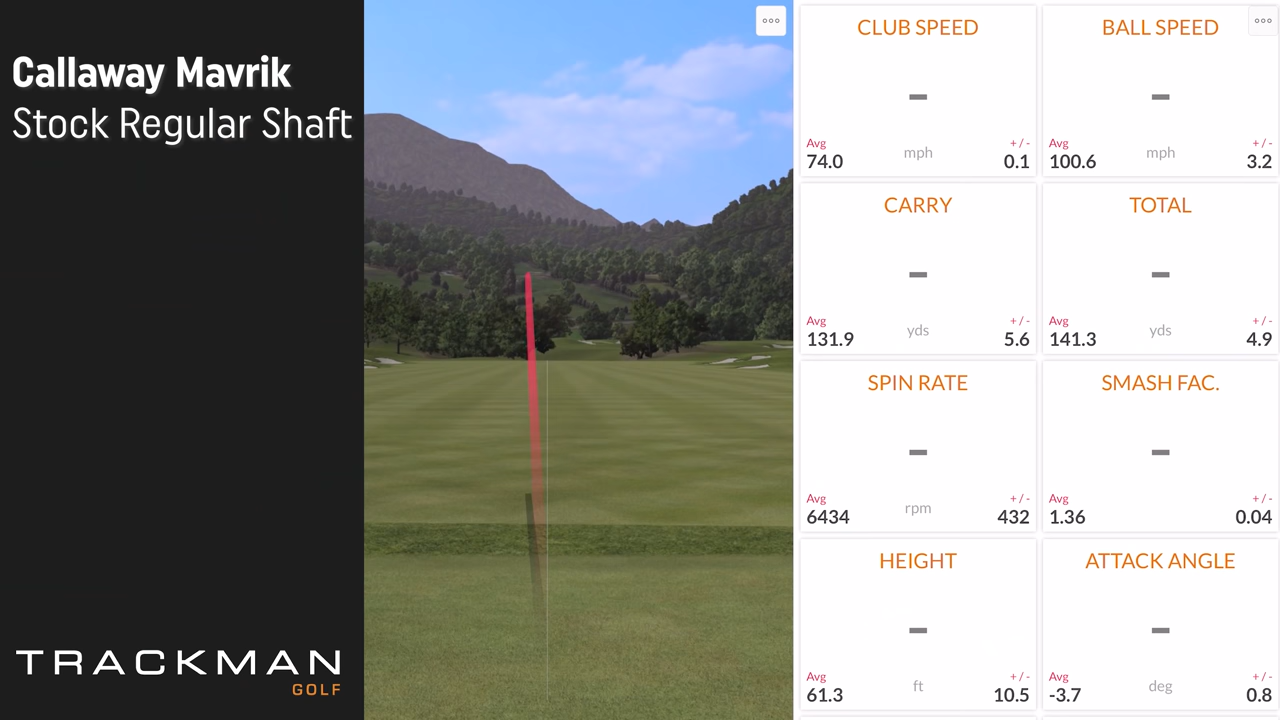 Callaway Mavrik
Stock Regular Shaft
TRACKMAN
GOLF
CLUB SPEED
-
Avg
74.0
mph
+ / -
0.1
BALL SPEED
-
Avg
100.6
mph
+ / -
3.2
CARRY
-
Avg
131.9
yds
+ / -
5.6
TOTAL
-
Avg
141.3
yds
+ / -
4.9
SPIN RATE
-
Avg
6434
rpm
+ / -
432
SMASH FAC.
-
Avg
1.36
+ / -
0.04
HEIGHT
-
Avg
61.3
ft
+ / -
10.5
ATTACK ANGLE
-
Avg
-3.7
deg
+ / -
0.8